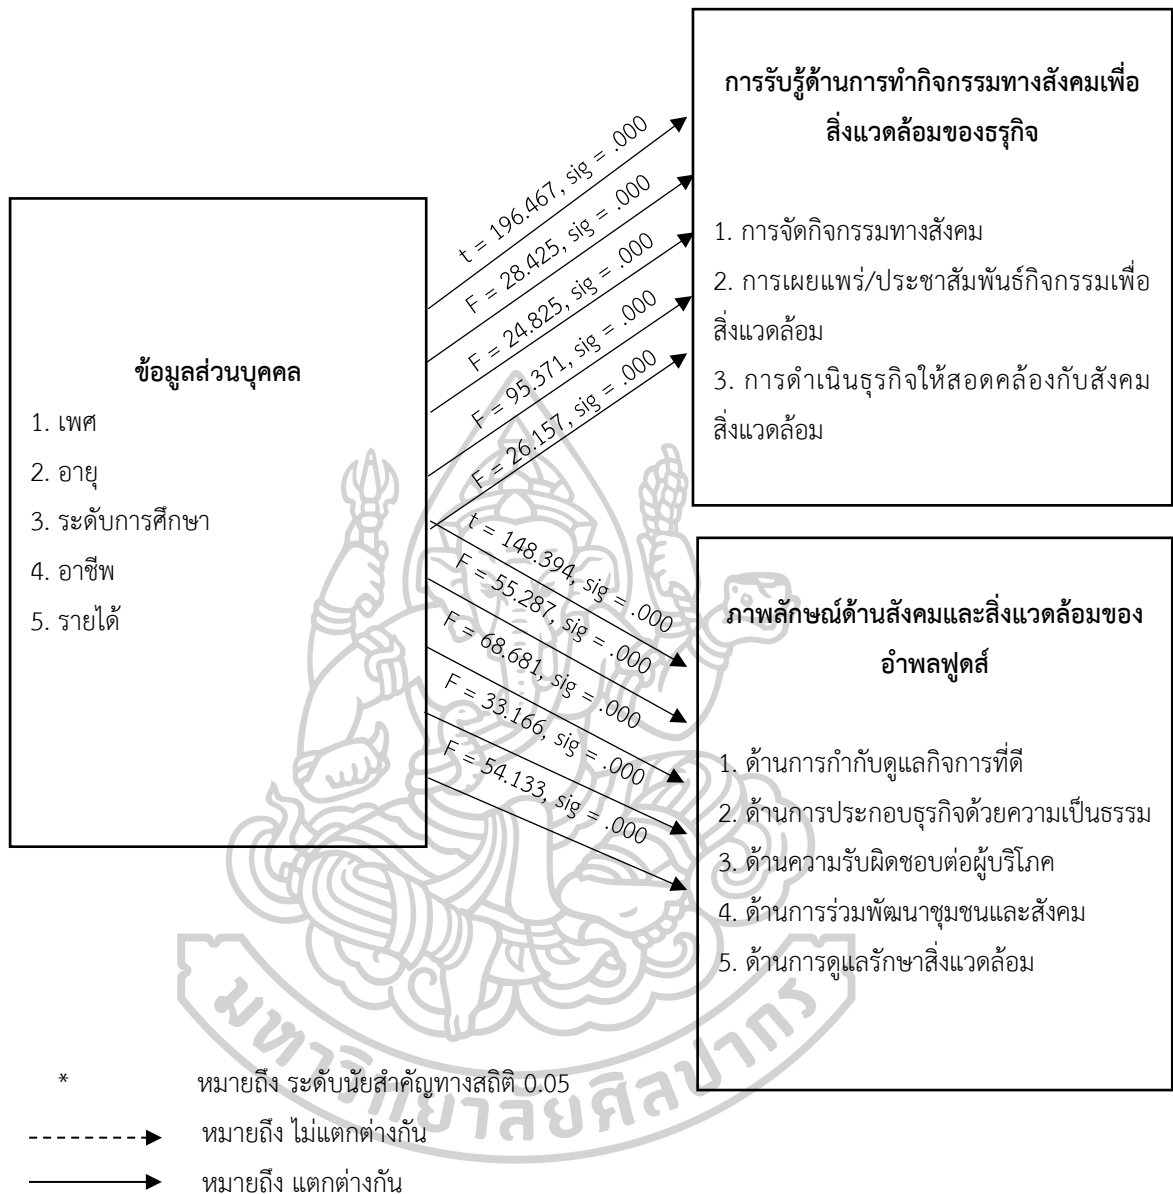 การรับรู้ด้านการทำกิจกรรมทางสังคมเพื่อ
สิ่งแวดล้อมของธุรกิจ
1. การจัดกิจกรรมทางสังคม
2. การเผยแพร่/ประชาสัมพันธ์กิจกรรมเพื่อ
สิ่งแวดล้อม
3. การดำเนินธุรกิจให้สอดคล้องกับสังคม
สิ่งแวดล้อม
t = 196.467, sig = .000
F = 28.425, sig = .000
F = 24.825, sig = .000
F = 95.371, sig = .000
F = 26.157, sig = .000
ข้อมูลส่วนบุคคล
1. เพศ
2. อายุ
3. ระดับการศึกษา
4. อาชีพ
5. รายได้
t = 148.394, sig = .000
F = 55.287, sig = .000
F = 68.681, sig = .000
F = 33.166, sig = .000
F = 54.133, sig = .000
ภาพลักษณ์ด้านสังคมและสิ่งแวดล้อมของ
อำพลฟูดส์
1. ด้านการกำกับดูแลกิจการที่ดี
2. ด้านการประกอบธุรกิจด้วยความเป็นธรรม
3. ด้านความรับผิดชอบต่อผู้บริโภค
4. ด้านการร่วมพัฒนาชุมชนและสังคม
5. ด้านการดูแลรักษาสิ่งแวดล้อม
มหาวิทยาลัยศิลปากร
* หมายถึง ระดับนัยสำคัญทางสถิติ 0.05
หมายถึง ไม่แตกต่างกัน
หมายถึง แตกต่างกัน